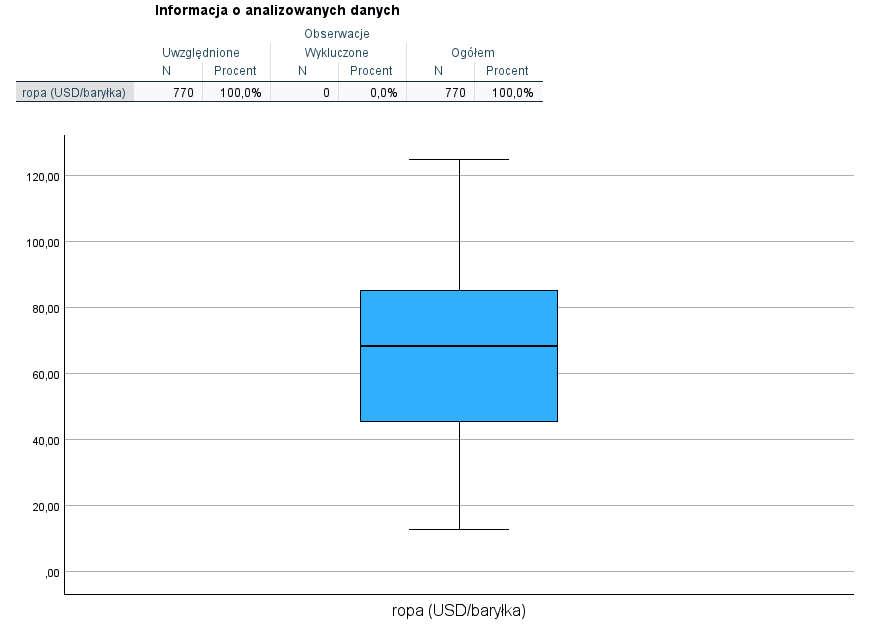 Informacja o analizowanych danych
Obserwacje
Uwzględnione Wykluczone Ogółem
N Procent N Procent N Procent
ropa (USD/baryłka) 770 100,0% 0 0,0% 770 100,0%
120,00
100,00
80,00
60,00
40,00
20,00
,00
ropa (USD/baryłka)